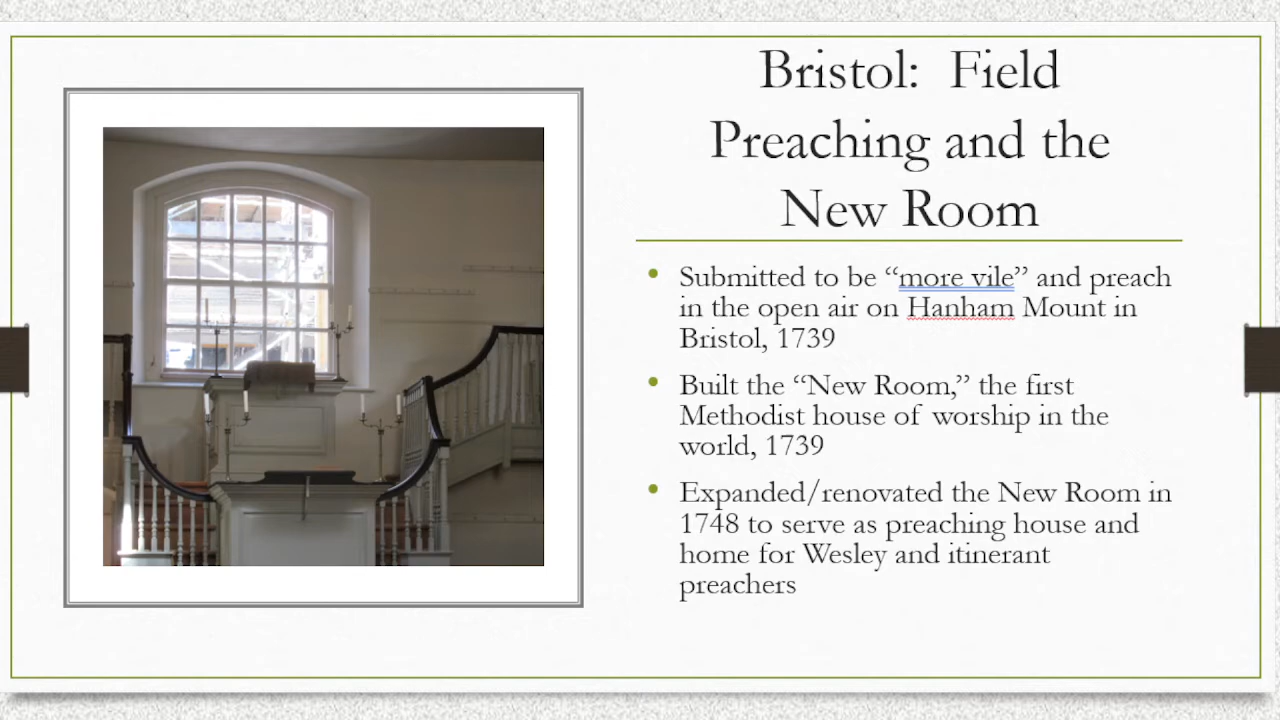 Bristol:  Field
Preaching and the
New Room
• Submitted to be “more vile” and preach
in the open air on Hanham Mount in
Bristol, 1739
• Built the “New Room,” the first
Methodist house of worship in the
world, 1739
• Expanded/renovated the New Room in
1748 to serve as preaching house and
home for Wesley and itinerant
preachers